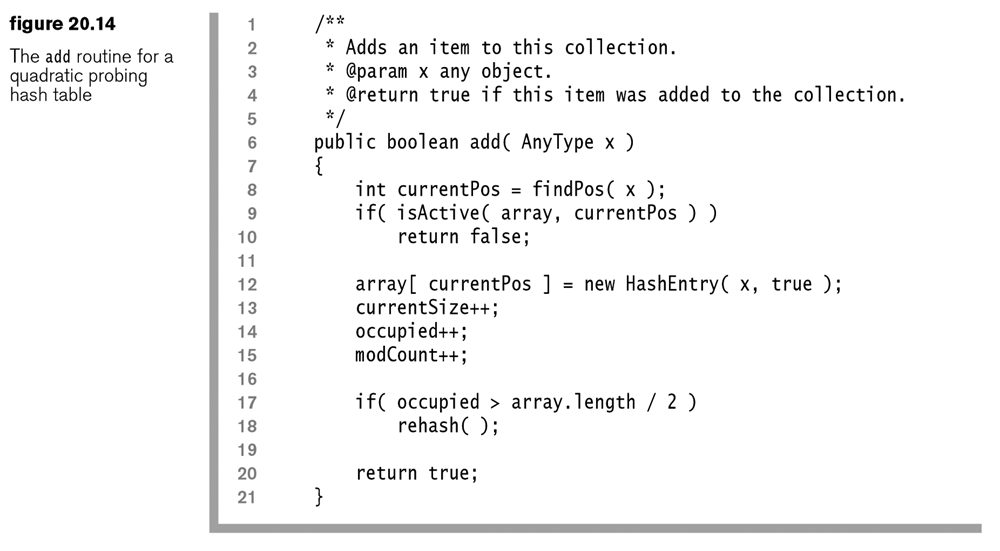 figure 20.14
The add routine for a
quadratic probing
hash table
1 /**
2 * Adds an item to this collection.
3 * @param x any object.
4 * @return true if this item was added to the collection.
5 */
6 public boolean add( AnyType x )
7 {
8 int currentPos = findPos( x );
9 if( isActive( array, currentPos ) )
10 return false;
11
12 array[ currentPos ] = new HashEntry( x, true );
13 currentSize++;
14 occupied++;
15 modCount++;
16
17 if( occupied > array.length / 2 )
18 rehash( );
19
20 return true;
21 }